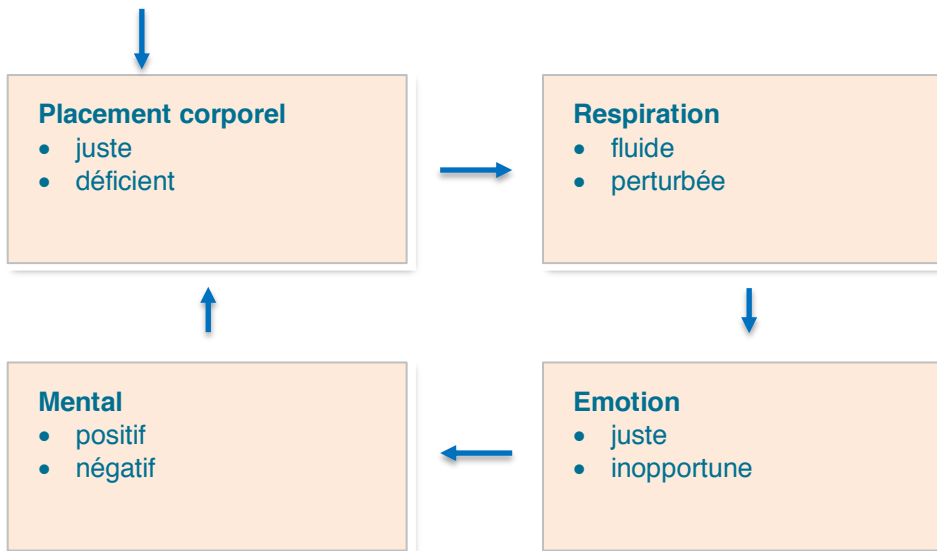 Placement corporel
• juste
• déficient
Respiration
• fluide
• perturbée
Mental
• positif
• négatif
Emotion
• juste
• inopportune